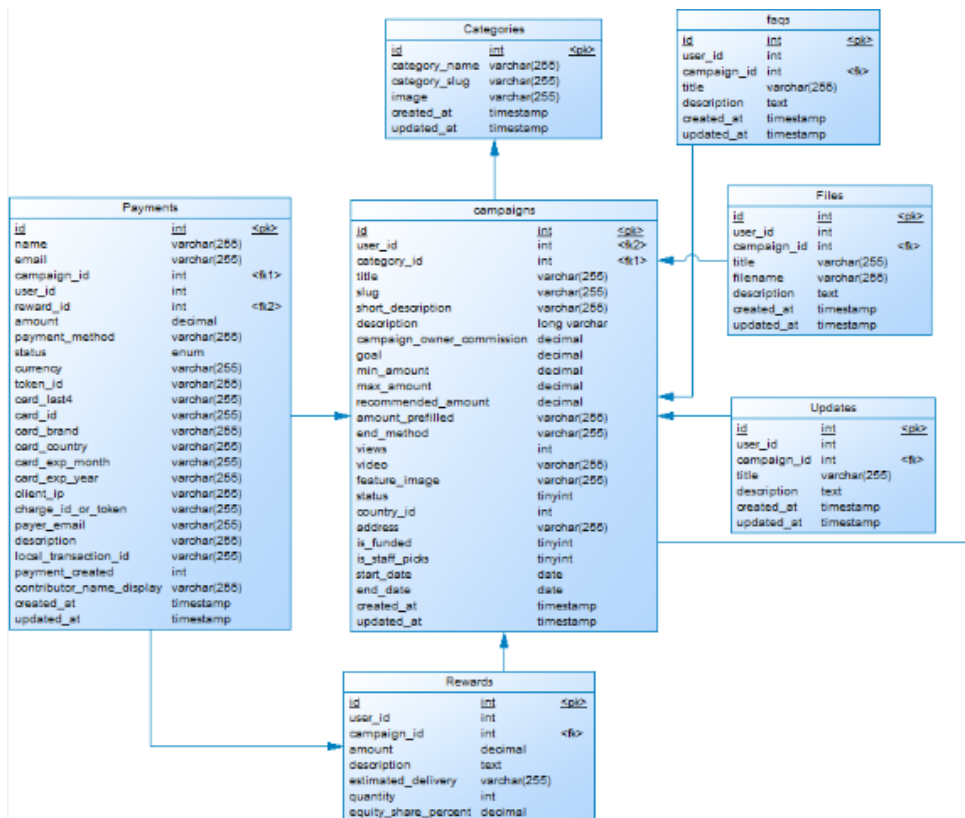 Categories
id int <pk>
category_name varchar(255)
category_slug varchar(255)
image varchar(255)
created_at timestamp
updated_at timestamp
faqs
id int <pk>
user_id int
campaign_id int <fk>
title varchar(255)
description text
created_at timestamp
updated_at timestamp
Payments
id int <pk>
name varchar(255)
email varchar(255)
campaign_id int <fk1>
user_id int
reward_id int <fk2>
amount decimal
payment_method varchar(255)
status enum
currency varchar(255)
token_id varchar(255)
card_last4 varchar(255)
card_id varchar(255)
card_brand varchar(255)
card_country varchar(255)
card_exp_month varchar(255)
card_exp_year varchar(255)
client_ip varchar(255)
charge_id_or_token varchar(255)
payer_email varchar(255)
description varchar(255)
local_transaction_id varchar(255)
payment_created int
contributor_name_display varchar(255)
created_at timestamp
updated_at timestamp
campaigns
id int <pk>
user_id int <fk2>
category_id int <fk1>
title varchar(255)
slug varchar(255)
short_description varchar(255)
description long varchar
campaign_owner_commission decimal
goal decimal
min_amount decimal
max_amount decimal
recommended_amount decimal
amount_prefilled varchar(255)
end_method varchar(255)
views int
video varchar(255)
feature_image varchar(255)
status tinyint
country_id int
address varchar(255)
is_funded tinyint
is_staff_picks tinyint
start_date date
end_date date
created_at timestamp
updated_at timestamp
Files
id int <pk>
user_id int
campaign_id int <fk>
title varchar(255)
filename varchar(255)
description text
created_at timestamp
updated_at timestamp
Updates
id int <pk>
user_id int
campaign_id int <fk>
title varchar(255)
description text
created_at timestamp
updated_at timestamp
Rewards
id int <pk>
user_id int
campaign_id int <fk>
amount decimal
description text
estimated_delivery varchar(255)
quantity int
equity_share_percent decimal